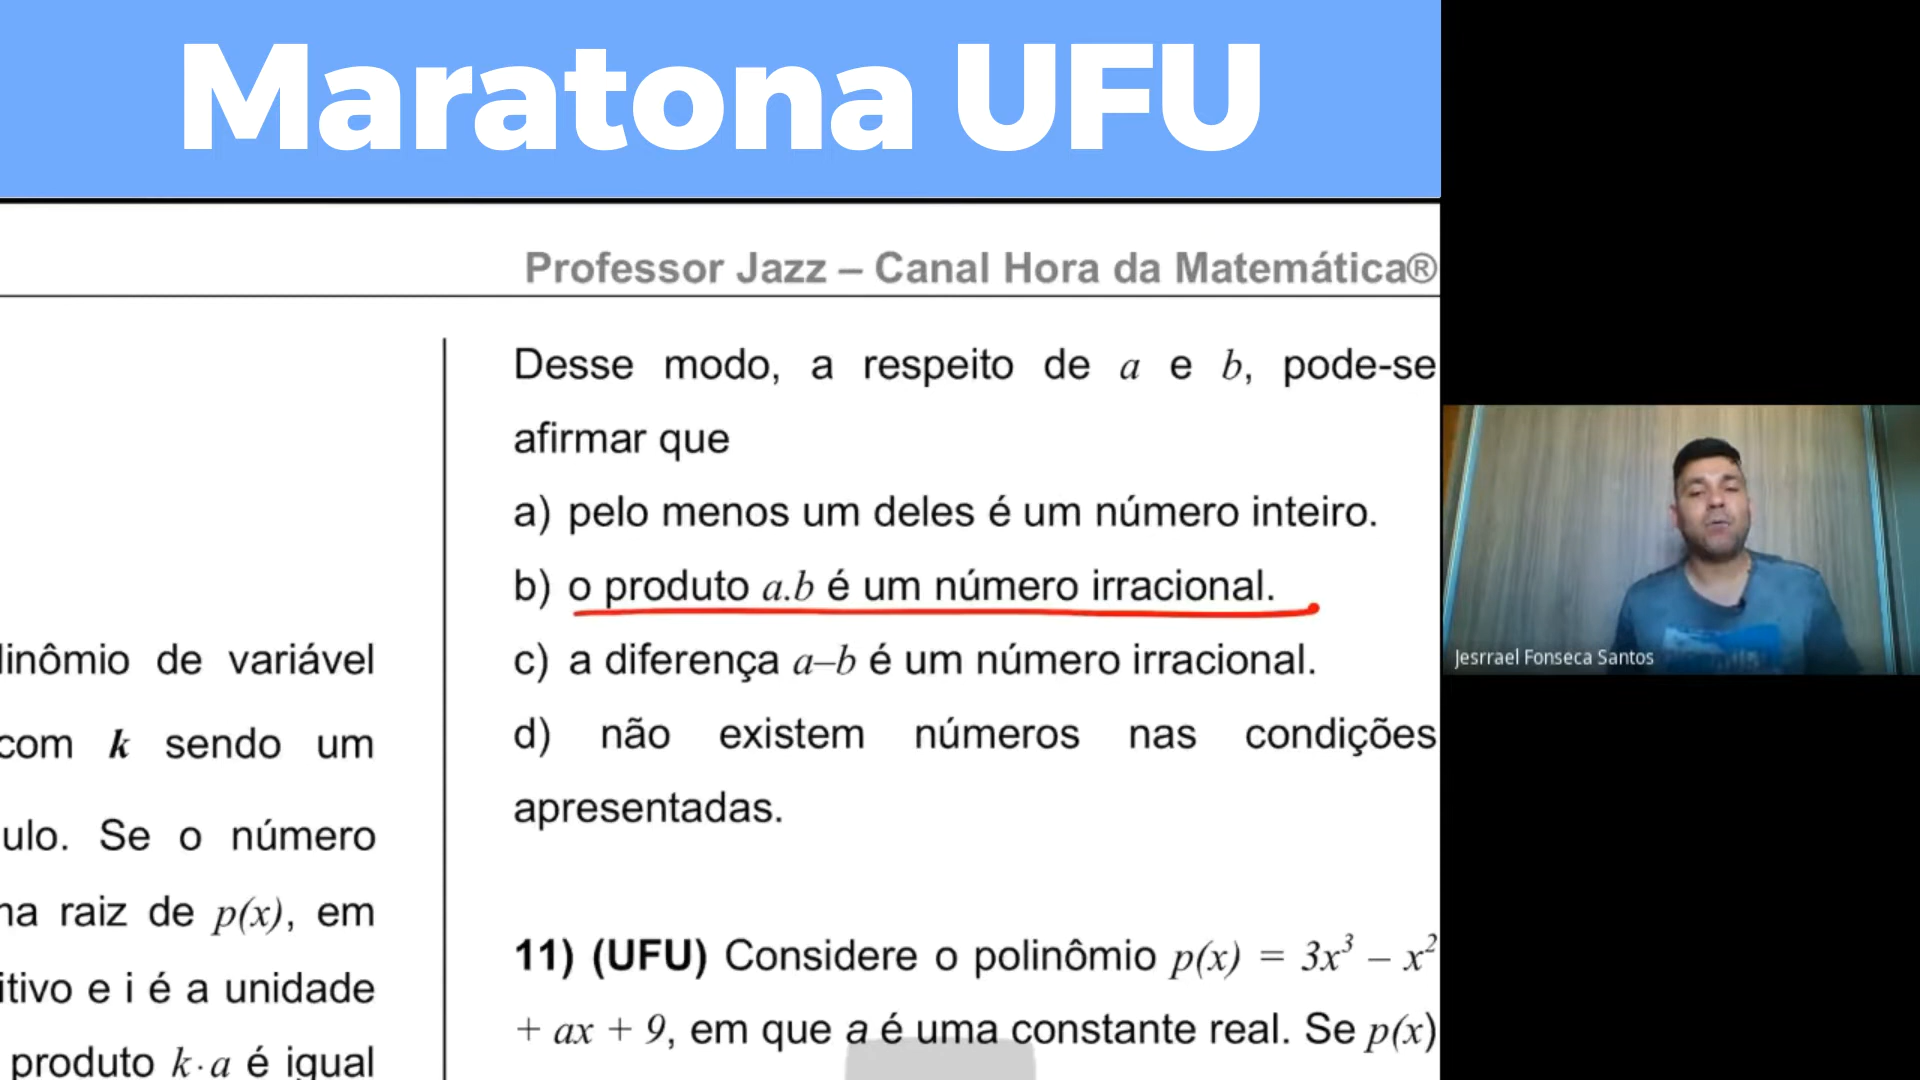 Maratona UFU
Professor Jazz – Canal Hora da Matemática®
linômio de variável
com k sendo um
ulo. Se o número
na raiz de p(x), em
itivo e i é a unidade
produto k·a é igual
Desse modo, a respeito de a e b, pode-se
afirmar que
a) pelo menos um deles é um número inteiro.
b) o produto a.b é um número irracional.
c) a diferença a–b é um número irracional.
d) não existem números nas condições
apresentadas.
11) (UFU) Considere o polinômio p(x) = 3x³ – x²
+ ax + 9, em que a é uma constante real. Se p(x)
Jesrrael Fonseca Santos